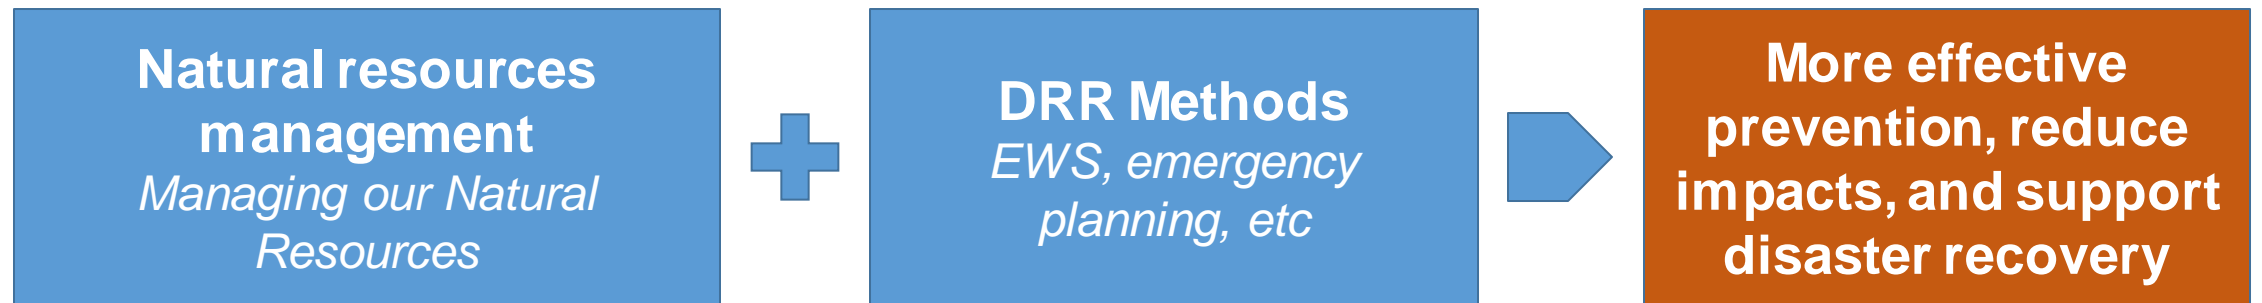 Natural resources
management
Managing our Natural
Resources
DRR Methods
EWS, emergency
planning, etc
More effective
prevention, reduce
impacts, and support
disaster recovery